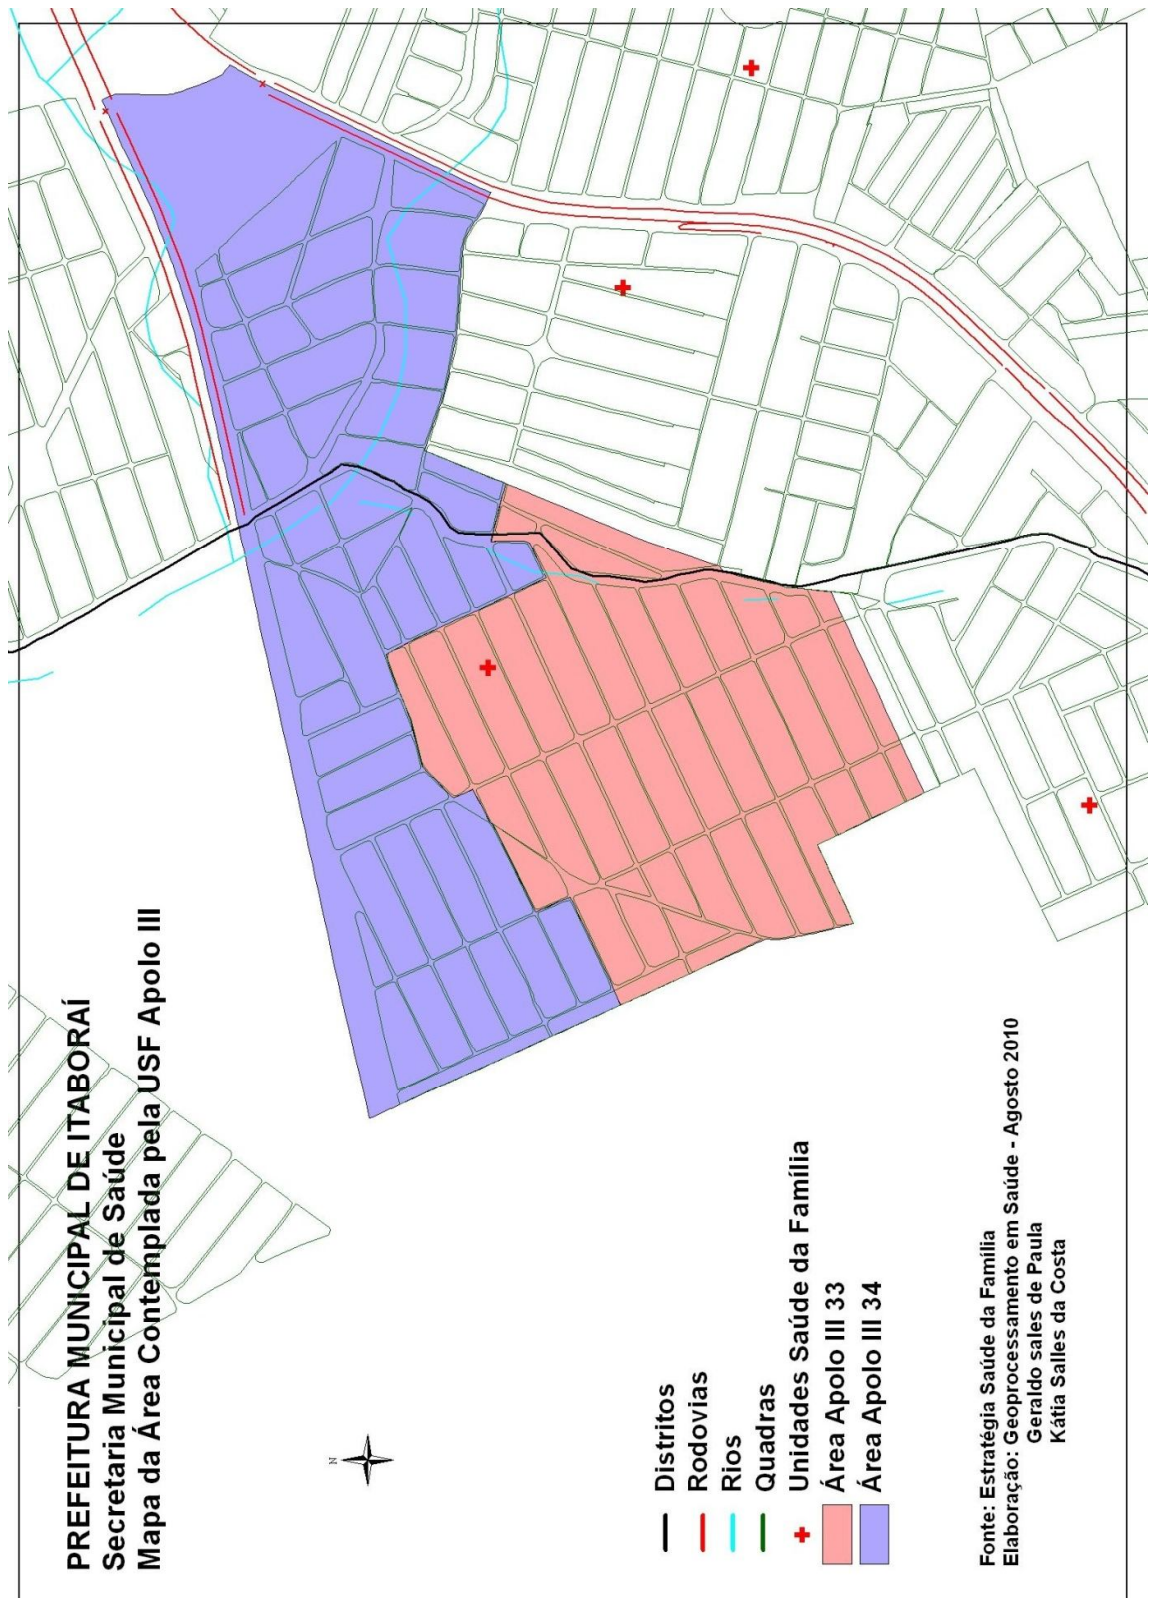 PREFEITURA MUNICIPAL DE ITABORAÍ
Secretaria Municipal de Saúde
Mapa da Área Contemplada pela USF Apolo III
N
Distritos
Rodovias
Rios
Quadras
Unidades Saúde da Família
Área Apolo III 33
Área Apolo III 34
Fonte: Estratégia Saúde da Família
Elaboração: Geoprocessamento em Saúde - Agosto 2010
Geraldo sales de Paula
Kátia Salles da Costa